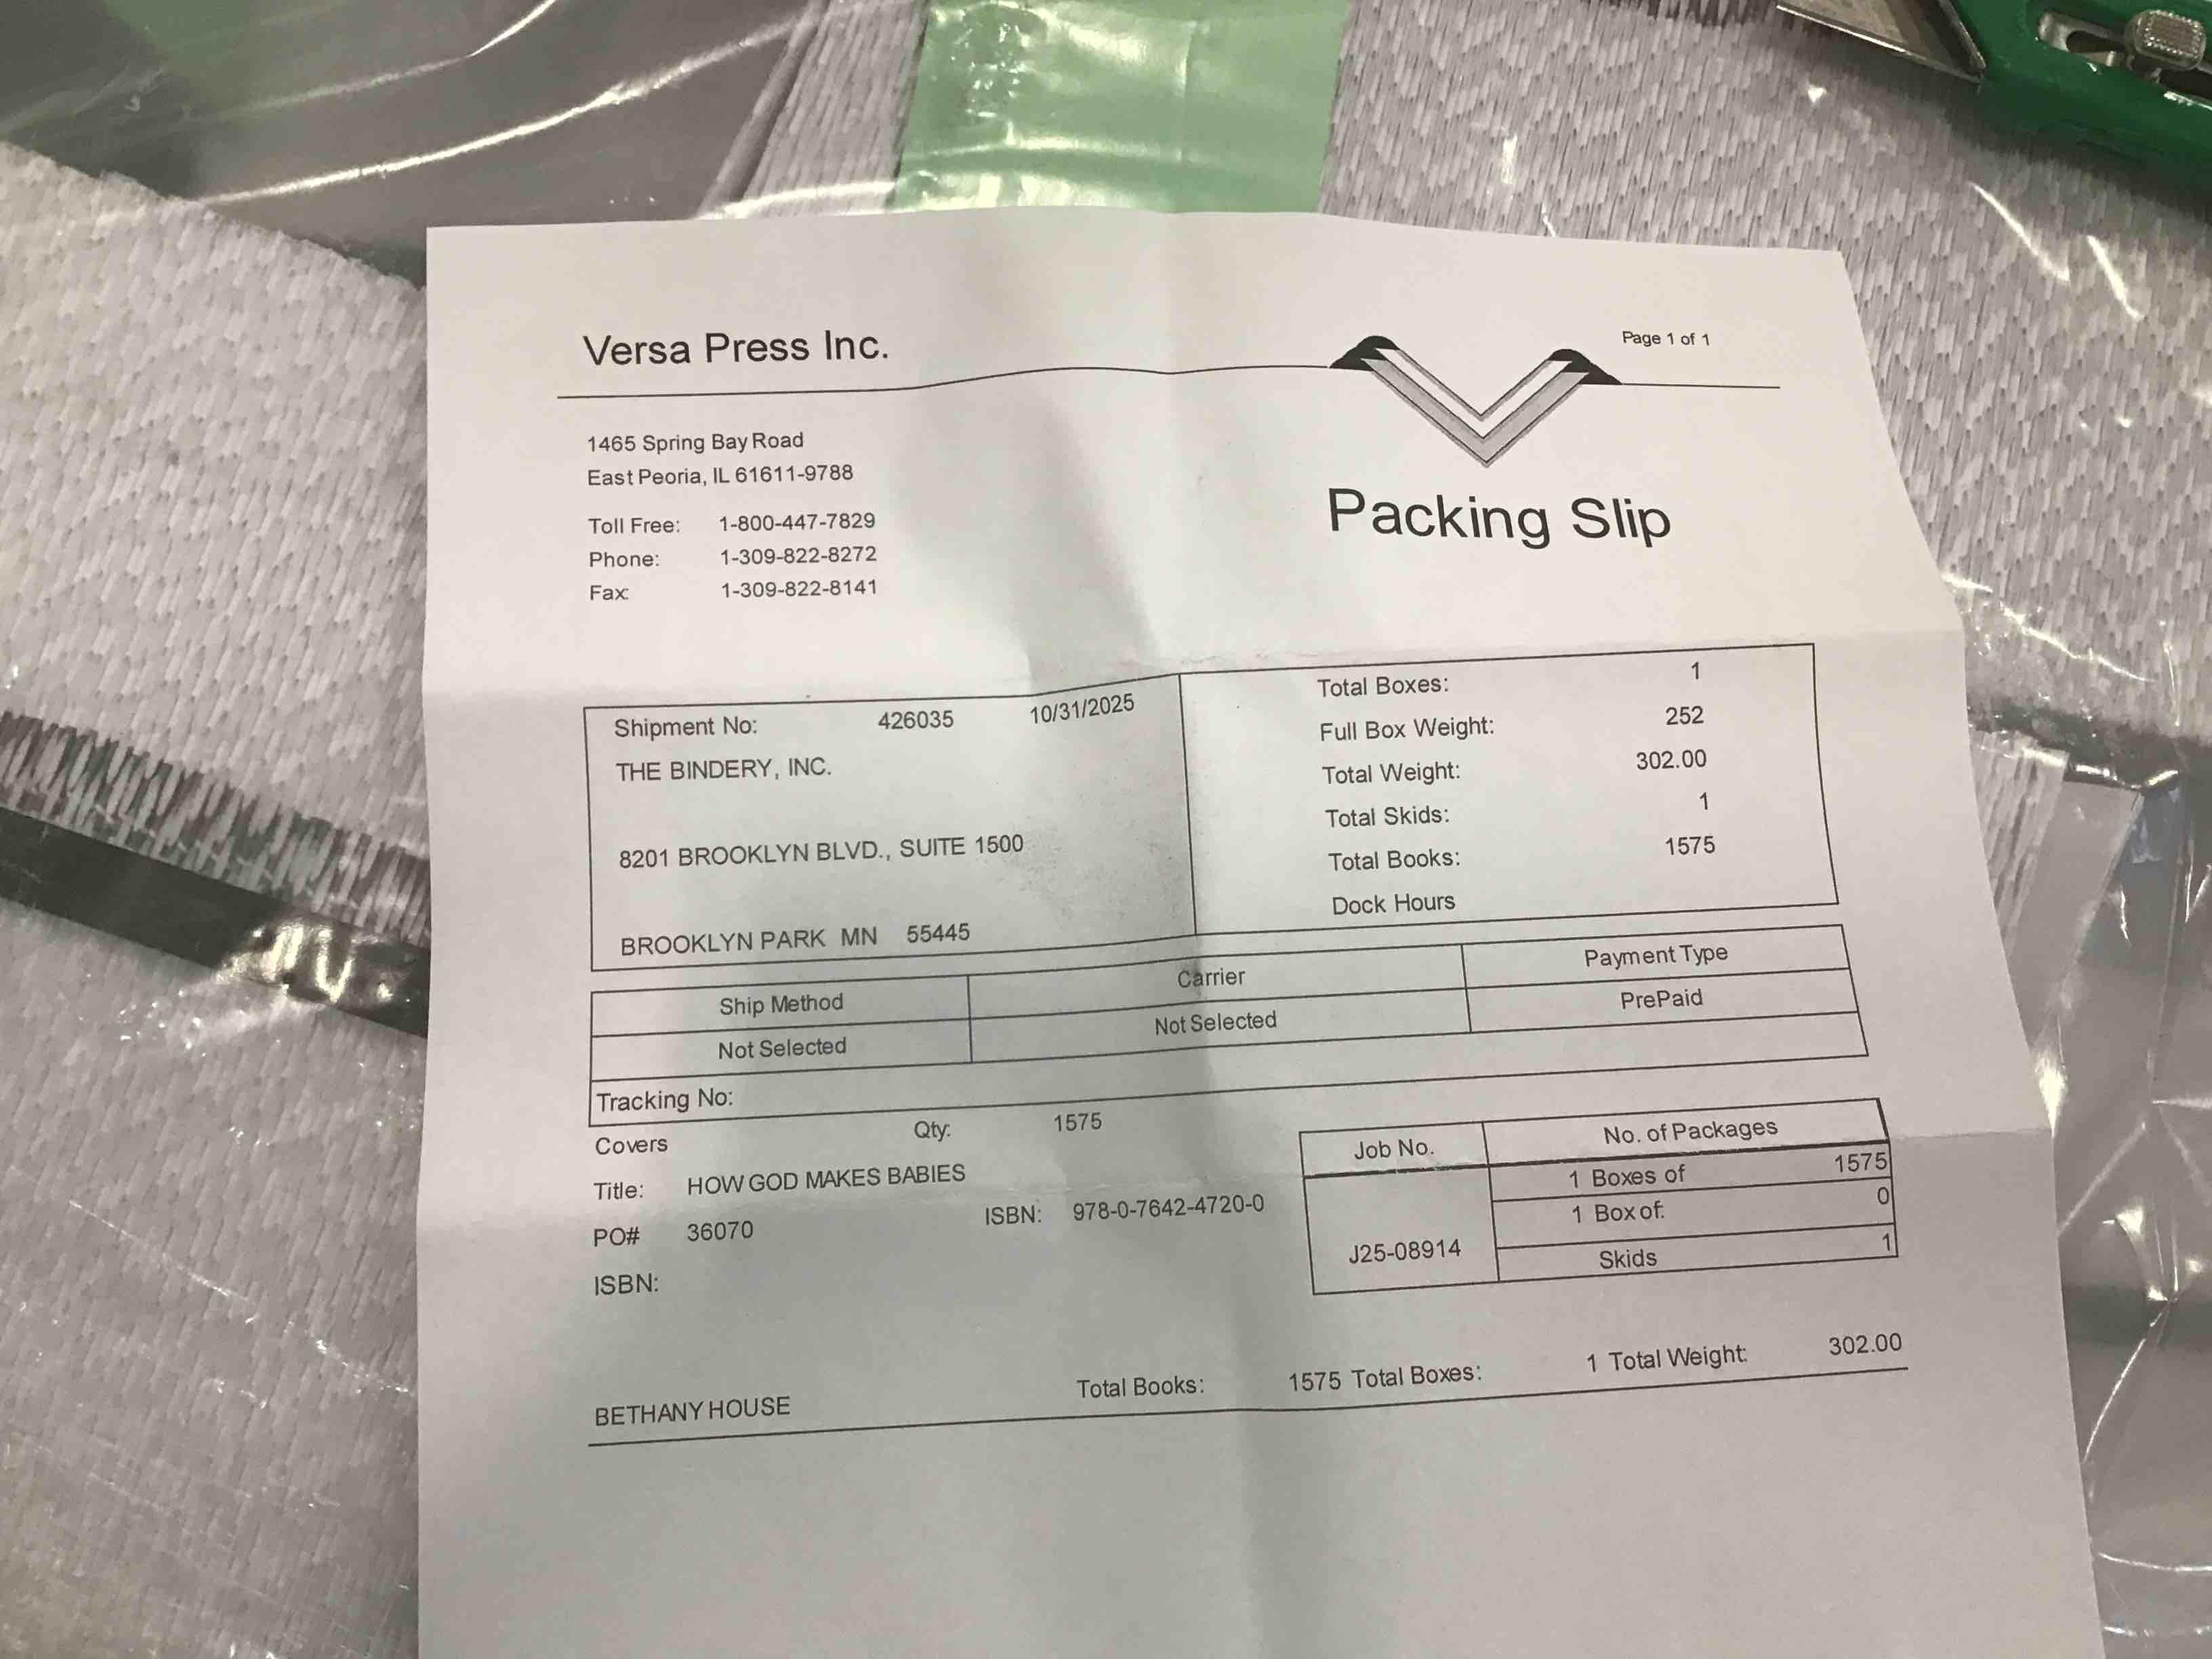 Versa Press Inc.
Page 1 of 1
1465 Spring Bay Road
East Peoria, IL 61611-9788
Toll Free: 1-800-447-7829
Phone: 1-309-822-8272
Fax: 1-309-822-8141
Packing Slip
Shipment No: 426035 10/31/2025
THE BINDERY, INC.
8201 BROOKLYN BLVD., SUITE 1500
BROOKLYN PARK MN 55445
Total Boxes: 1
Full Box Weight: 252
Total Weight: 302.00
Total Skids: 1
Total Books: 1575
Dock Hours
Ship Method Carrier Payment Type
Not Selected Not Selected PrePaid
Tracking No:
Covers Qty: 1575
Title: HOW GOD MAKES BABIES
PO# 36070 ISBN: 978-0-7642-4720-0
ISBN:
Job No. No. of Packages
1 Boxes of 1575
1 Box of: 0
J25-08914
Skids 1
BETHANY HOUSE Total Books: 1575 Total Boxes: 1 Total Weight: 302.00